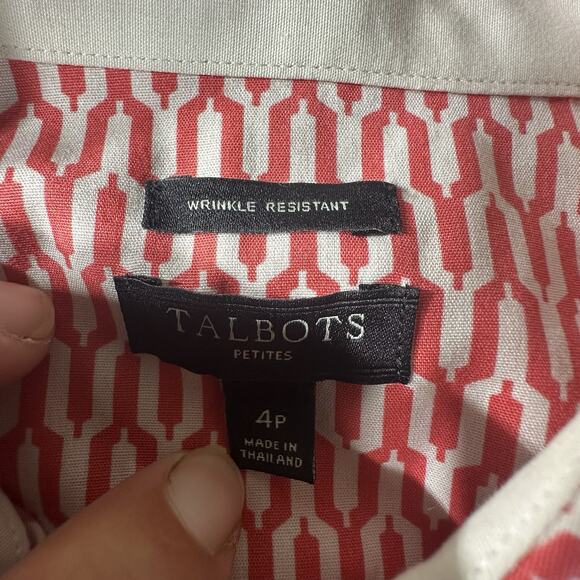 WRINKLE RESISTANT
TALBOTS
PETITES
4P
MADE IN
THAILAND